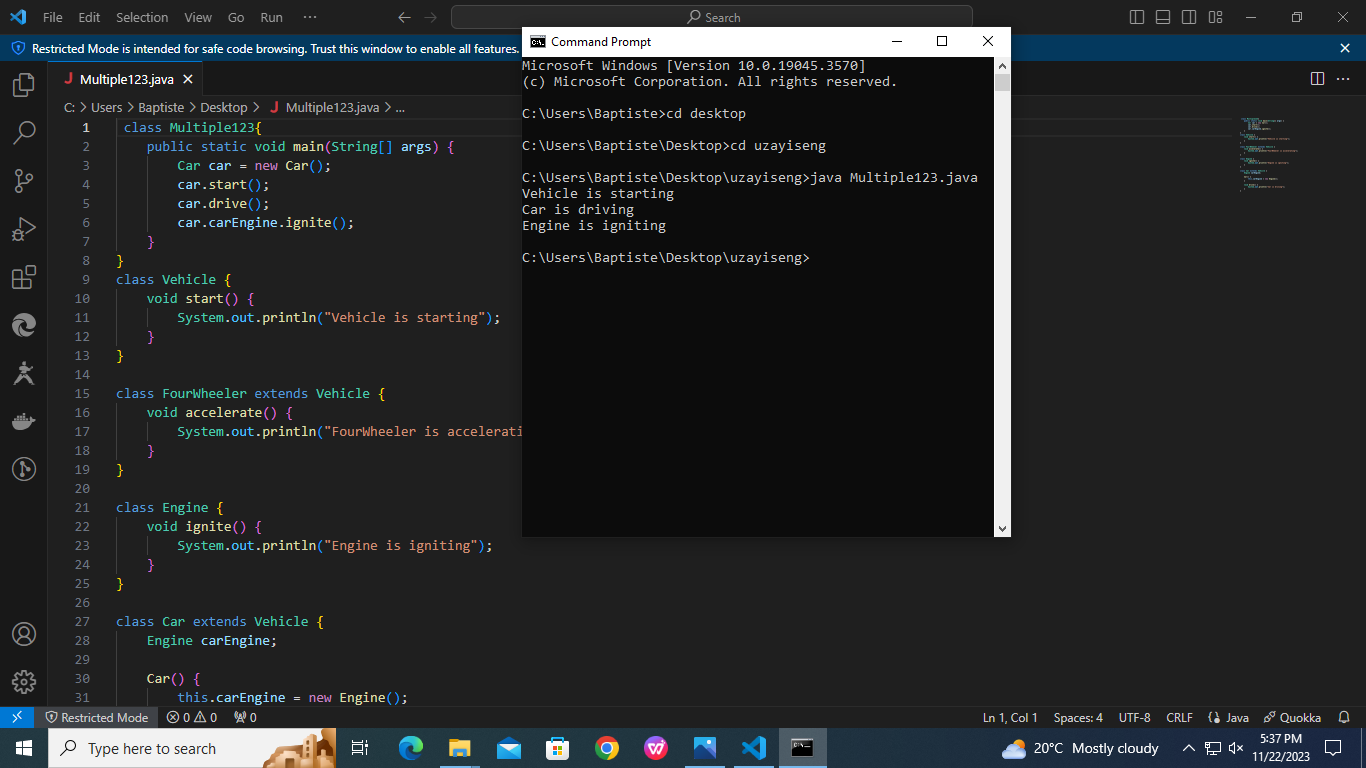 File Edit Selection View Go Run ··· Search
Restricted Mode is intended for safe code browsing. Trust this window to enable all features.
Multiple123.java
C: > Users > Baptiste > Desktop > Multiple123.java > ...
1 class Multiple123{
2 public static void main(String[] args) {
3 Car car = new Car();
4 car.start();
5 car.drive();
6 car.carEngine.ignite();
7 }
8 }
9 class Vehicle {
10 void start() {
11 System.out.println("Vehicle is starting");
12 }
13 }
14
15 class FourWheeler extends Vehicle {
16 void accelerate() {
17 System.out.println("FourWheeler is accelerati
18 }
19 }
20
21 class Engine {
22 void ignite() {
23 System.out.println("Engine is igniting");
24 }
25 }
26
27 class Car extends Vehicle {
28 Engine carEngine;
29
30 Car() {
31 this.carEngine = new Engine();
Command Prompt
Microsoft Windows [Version 10.0.19045.3570]
(c) Microsoft Corporation. All rights reserved.
C:\Users\Baptiste>cd desktop
C:\Users\Baptiste\Desktop>cd uzayiseng
C:\Users\Baptiste\Desktop\uzayiseng>java Multiple123.java
Vehicle is starting
Car is driving
Engine is igniting
C:\Users\Baptiste\Desktop\uzayiseng>
Restricted Mode 0 0 0 Ln 1, Col 1 Spaces: 4 UTF-8 CRLF Java Quokka
Type here to search 20°C Mostly cloudy 5:37 PM
11/22/2023